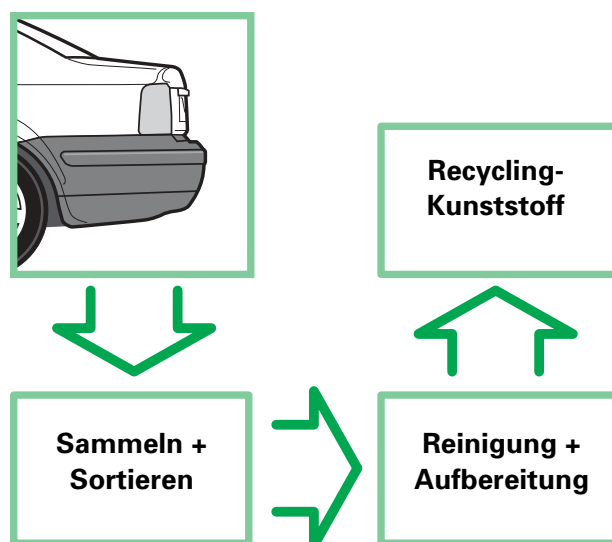 Recycling-
Kunststoff
Sammeln +
Sortieren
Reinigung +
Aufbereitung